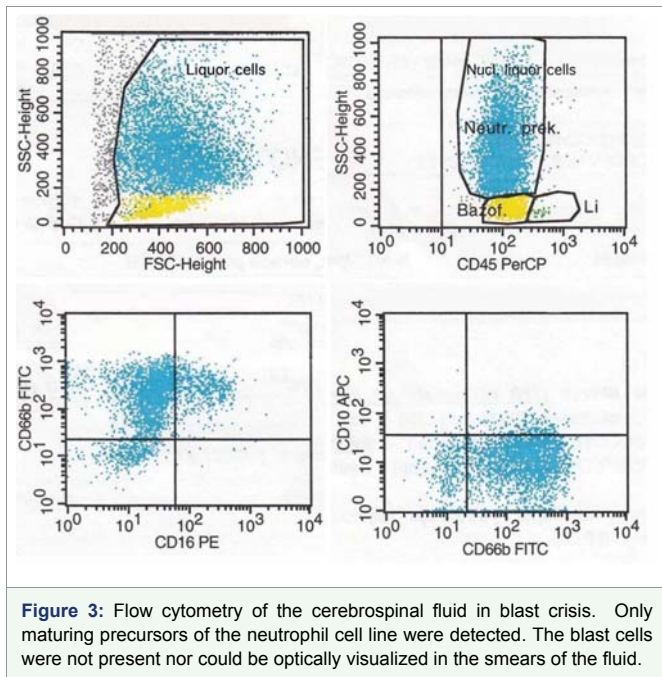 1000
800
600
400
200
0
SSC-Height
Liquor cells
0 200 400 600 800 1000
FSC-Height
1000
800
600
400
200
0
SSC-Height
Nucl. liquor cells
Neutr. prek.
Bazof.
Li
10¹ 10² 10³ 10⁴
CD45 PerCP
10⁴
10³
10²
10¹
10⁰
CD66b FITC
10⁰ 10¹ 10² 10³ 10⁴
CD16 PE
10⁴
10³
10²
10¹
10⁰
CD10 APC
10⁰ 10¹ 10² 10³ 10⁴
CD66b FITC
Figure 3: Flow cytometry of the cerebrospinal fluid in blast crisis. Only
maturing precursors of the neutrophil cell line were detected. The blast cells
were not present nor could be optically visualized in the smears of the fluid.